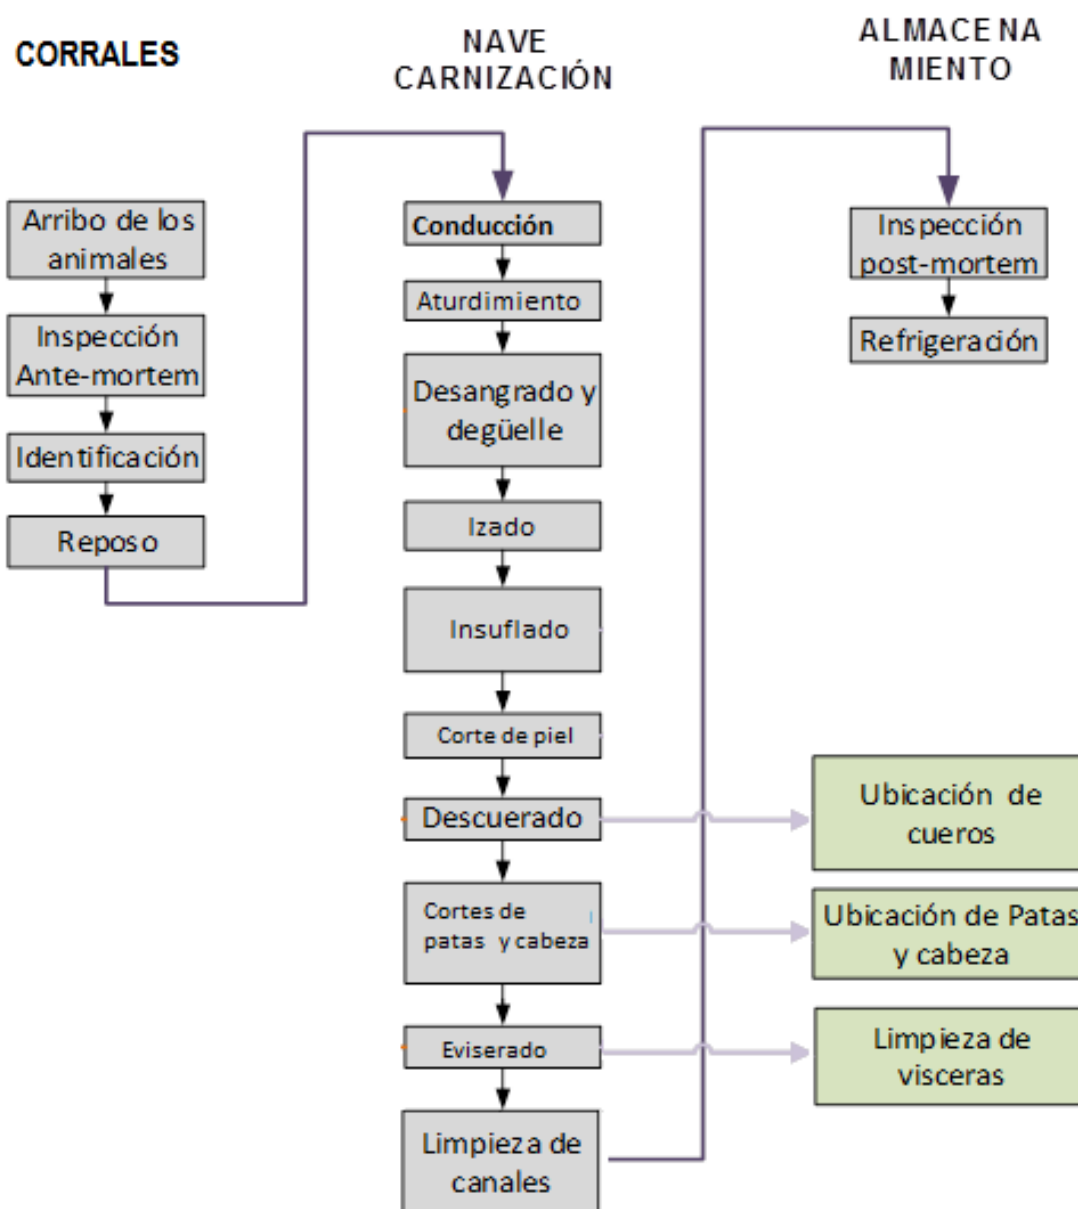 CORRALES
NAVE
CARNIZACIÓN
ALMACENA
MIENTO
Arribo de los
animales
Inspección
Ante-mortem
Identificación
Reposo
Conducción
Aturdimiento
Desangrado y
degüelle
Izado
Insuflado
Corte de piel
Descuerado
Cortes de
patas y cabeza
Eviserado
Limpieza de
canales
Inspección
post-mortem
Refrigeración
Ubicación de
cueros
Ubicación de Patas
y cabeza
Limpieza de
visceras